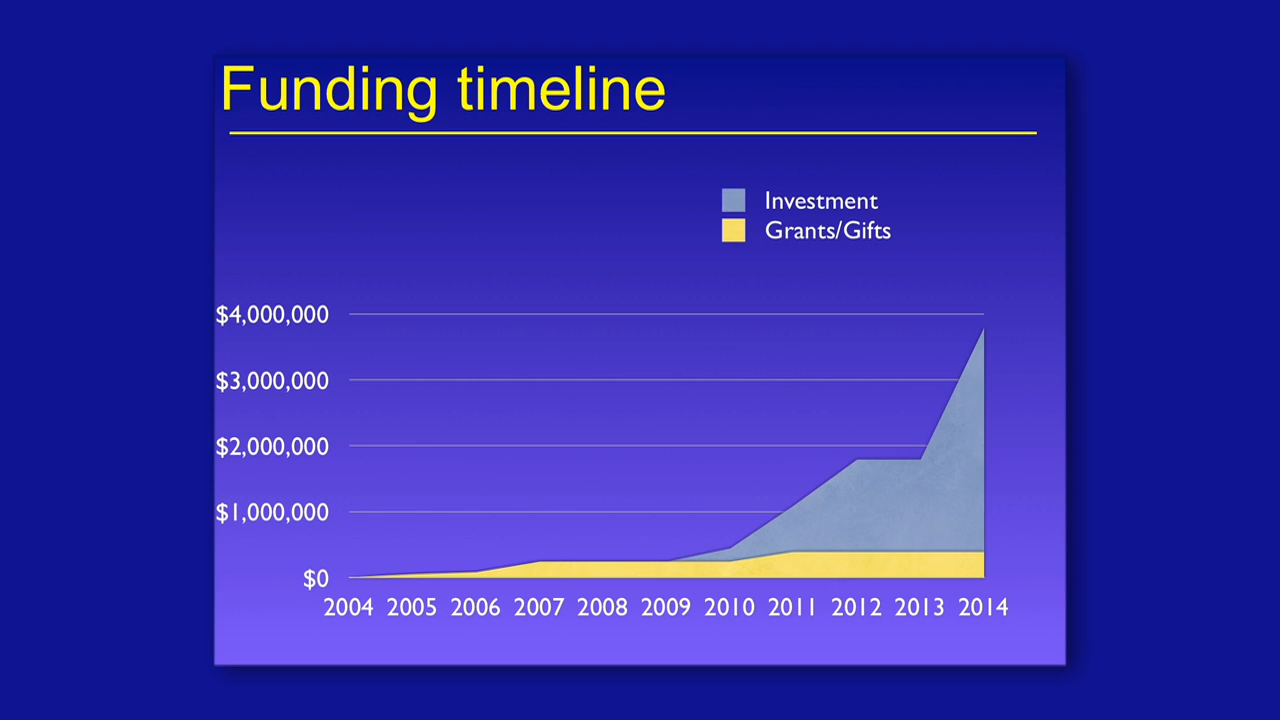 Funding timeline
Investment
Grants/Gifts
$4,000,000
$3,000,000
$2,000,000
$1,000,000
$0
2004 2005 2006 2007 2008 2009 2010 2011 2012 2013 2014